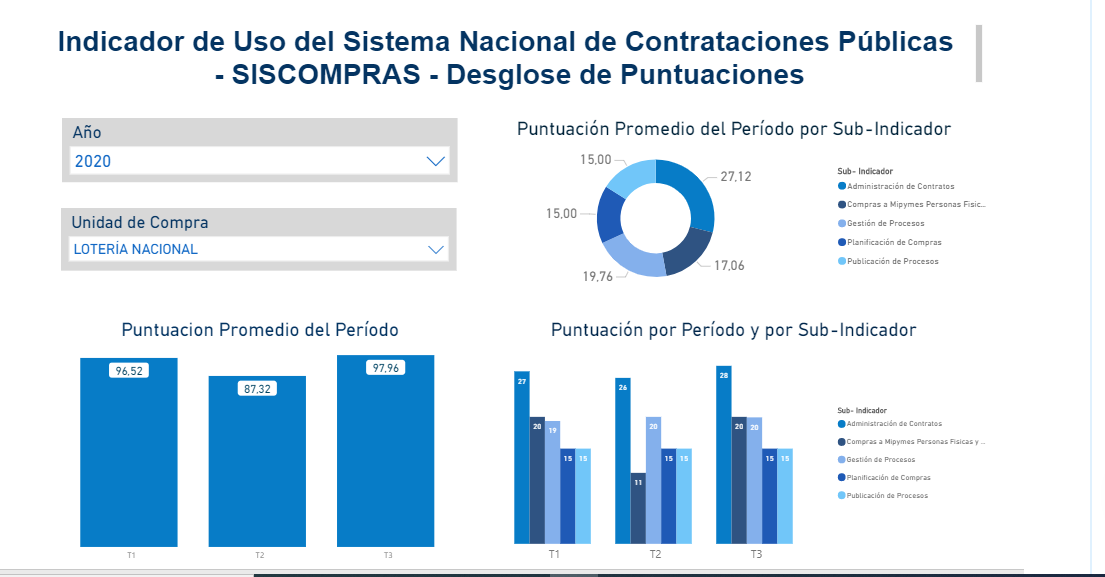 Indicador de Uso del Sistema Nacional de Contrataciones Públicas
- SISCOMPRAS - Desglose de Puntuaciones
Año
2020
Unidad de Compra
LOTERÍA NACIONAL
Puntuación Promedio del Período por Sub-Indicador
15,00
27,12
15,00
19,76
17,06
Sub- Indicador
Administración de Contratos
Compras a Mipymes Personas Fisic...
Gestión de Procesos
Planificación de Compras
Publicación de Procesos
Puntuacion Promedio del Período
96,52
87,32
97,96
T1
T2
T3
Puntuación por Período y por Sub-Indicador
27
20
19
15
15
26
11
20
15
15
28
20
20
15
15
T1
T2
T3
Sub- Indicador
Administración de Contratos
Compras a Mipymes Personas Fisicas y ...
Gestión de Procesos
Planificación de Compras
Publicación de Procesos